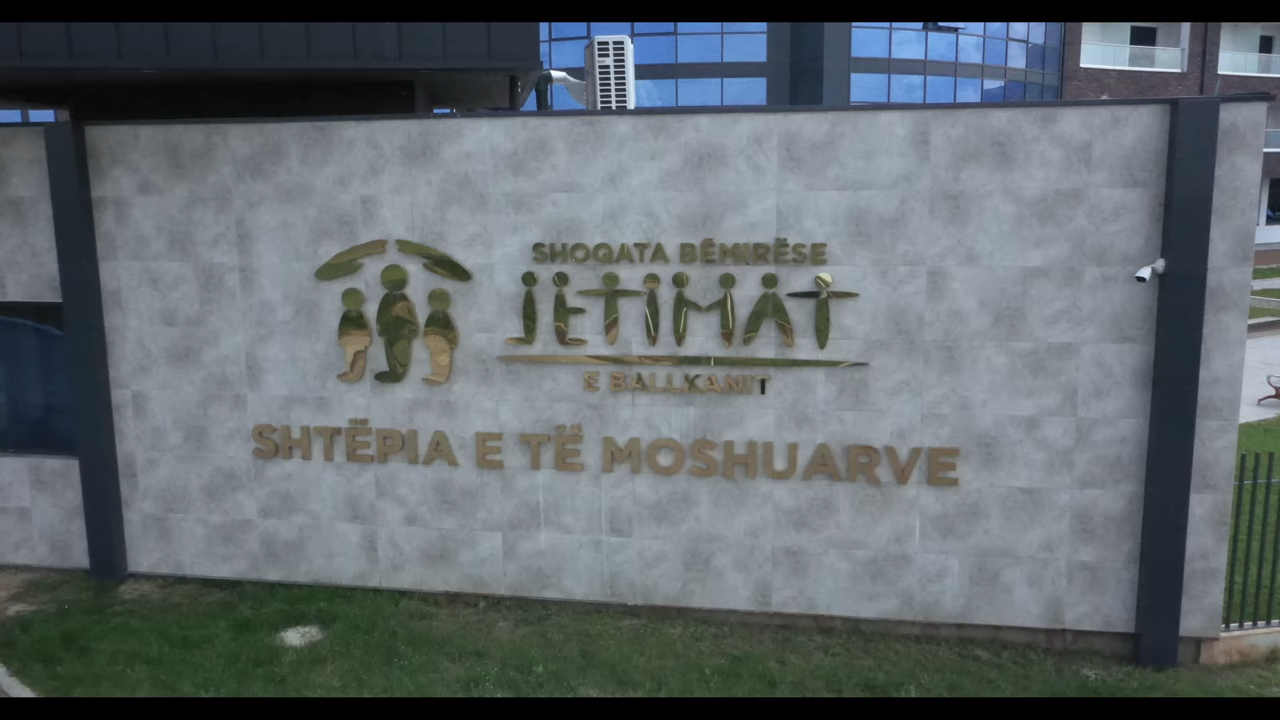 SHOQATA BËMIRËSE
JETIMAT
E BALLKANIT
SHTËPIA E TË MOSHUARVE